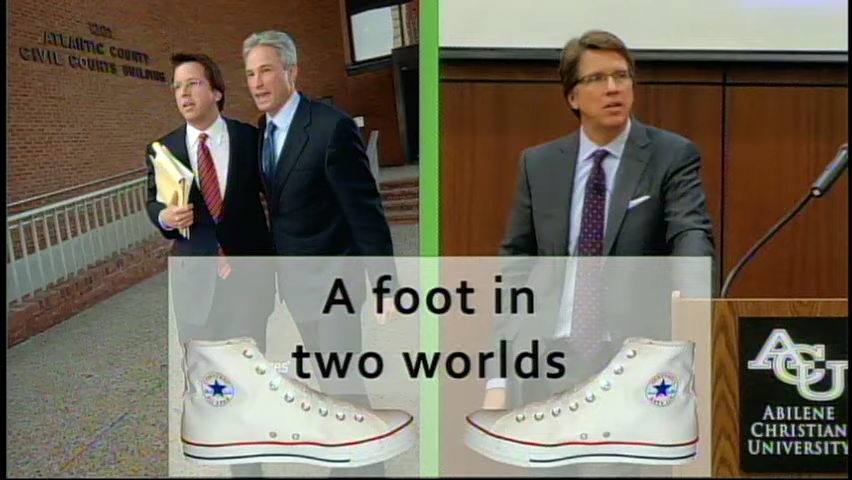 ATLANTIC COUNTY
CIVIL COURTS BUILDING
A foot in
two worlds
ACU
ABILENE
CHRISTIAN
UNIVERSITY